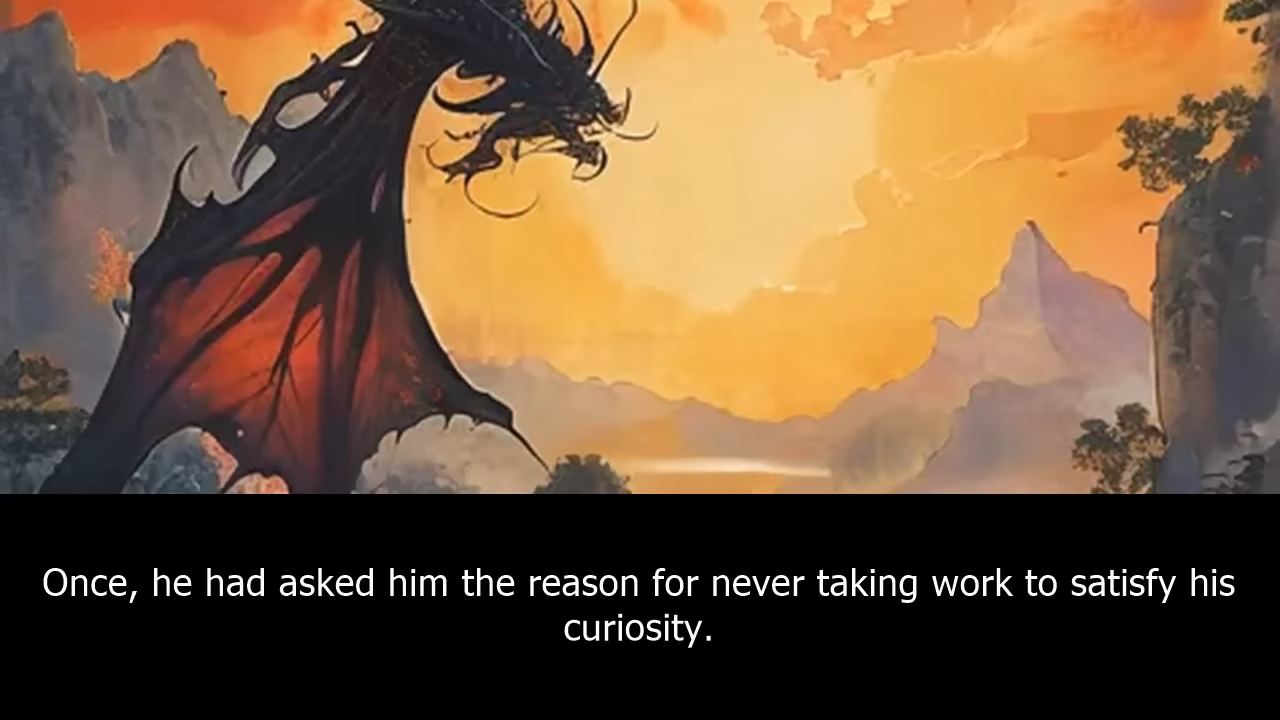 Once, he had asked him the reason for never taking work to satisfy his
curiosity.